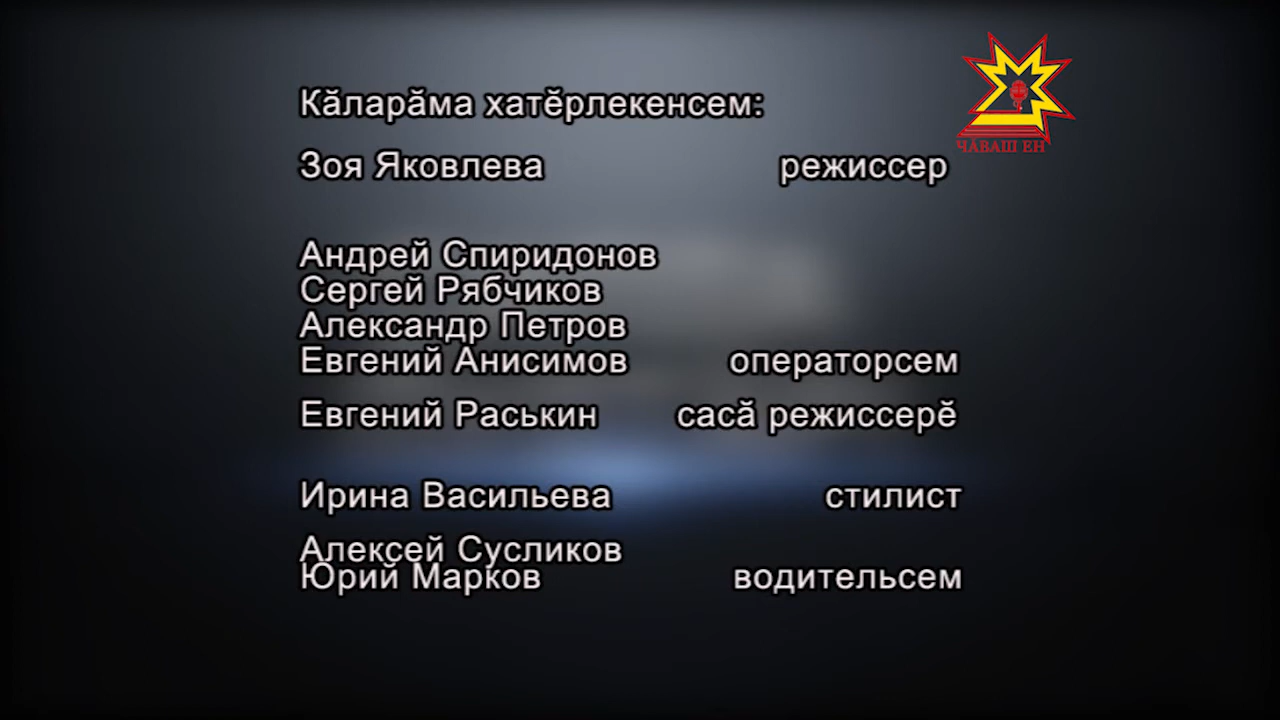 Кӑларӑма хатӗрлекенсем:
ЧӐВАШ ЕН
Зоя Яковлева режиссер
Андрей Спиридонов
Сергей Рябчиков
Александр Петров
Евгений Анисимов операторсем
Евгений Раськин сасӑ режиссерӗ
Ирина Васильева стилист
Алексей Сусликов
Юрий Марков водительсем